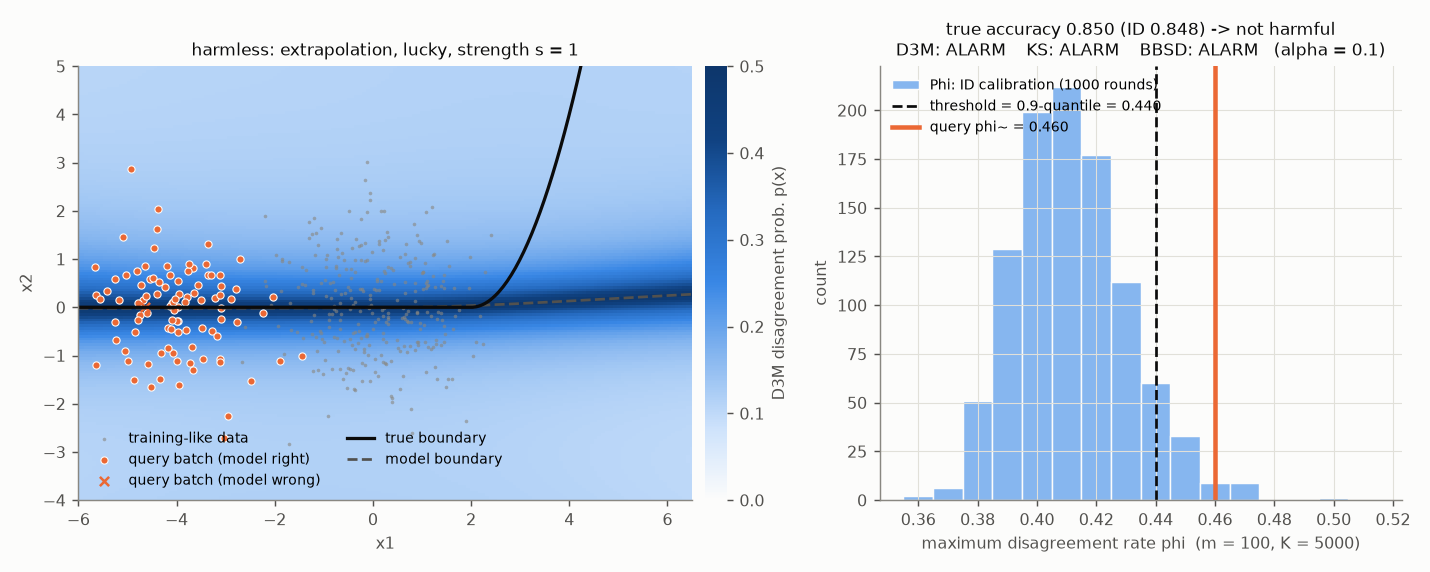 harmless: extrapolation, lucky, strength s = 1
x2
5
4
3
2
1
0
−1
−2
−3
−4
−6
−4
−2
0
2
4
6
x1
training-like data
query batch (model right)
query batch (model wrong)
true boundary
model boundary
0.5
0.4
0.3
0.2
0.1
0.0
D3M disagreement prob. p(x)
true accuracy 0.850 (ID 0.848) -> not harmful
D3M: ALARM KS: ALARM BBSD: ALARM (alpha = 0.1)
Phi: ID calibration (1000 rounds)
threshold = 0.9-quantile = 0.440
query phi~ = 0.460
count
200
175
150
125
100
75
50
25
0
0.36
0.38
0.40
0.42
0.44
0.46
0.48
0.50
0.52
maximum disagreement rate phi (m = 100, K = 5000)